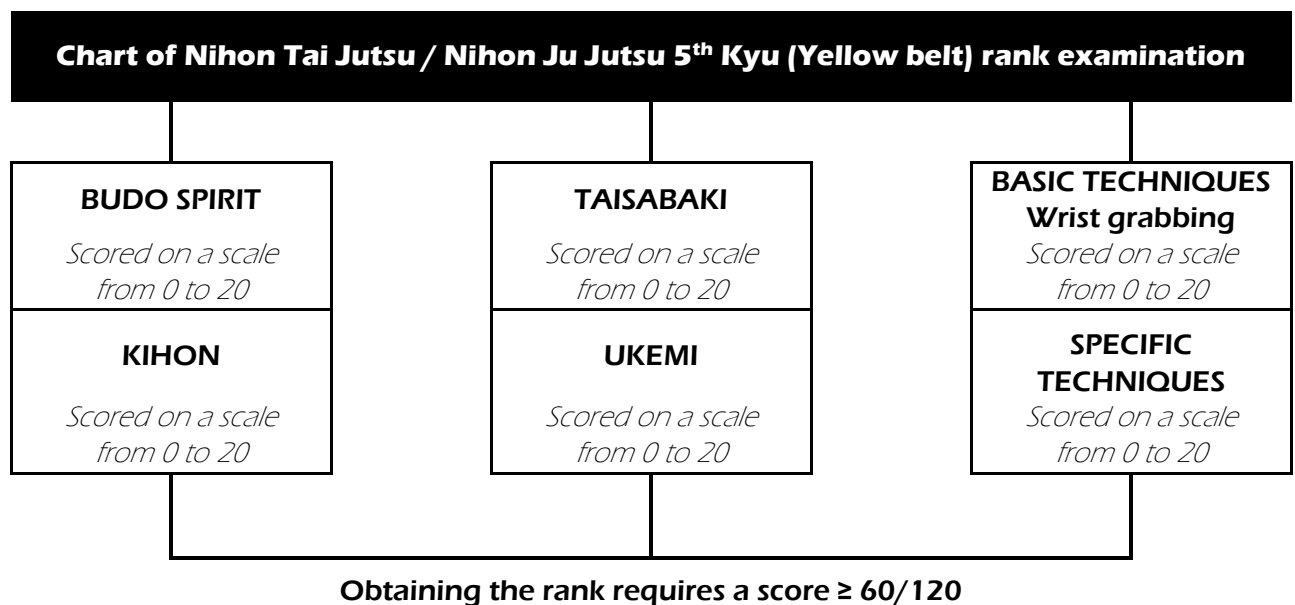 Chart of Nihon Tai Jutsu / Nihon Ju Jutsu 5th Kyu (Yellow belt) rank examination
BUDO SPIRIT
Scored on a scale
from 0 to 20
KIHON
Scored on a scale
from 0 to 20
TAISABAKI
Scored on a scale
from 0 to 20
UKEMI
Scored on a scale
from 0 to 20
BASIC TECHNIQUES
Wrist grabbing
Scored on a scale
from 0 to 20
SPECIFIC
TECHNIQUES
Scored on a scale
from 0 to 20
Obtaining the rank requires a score ≥ 60/120